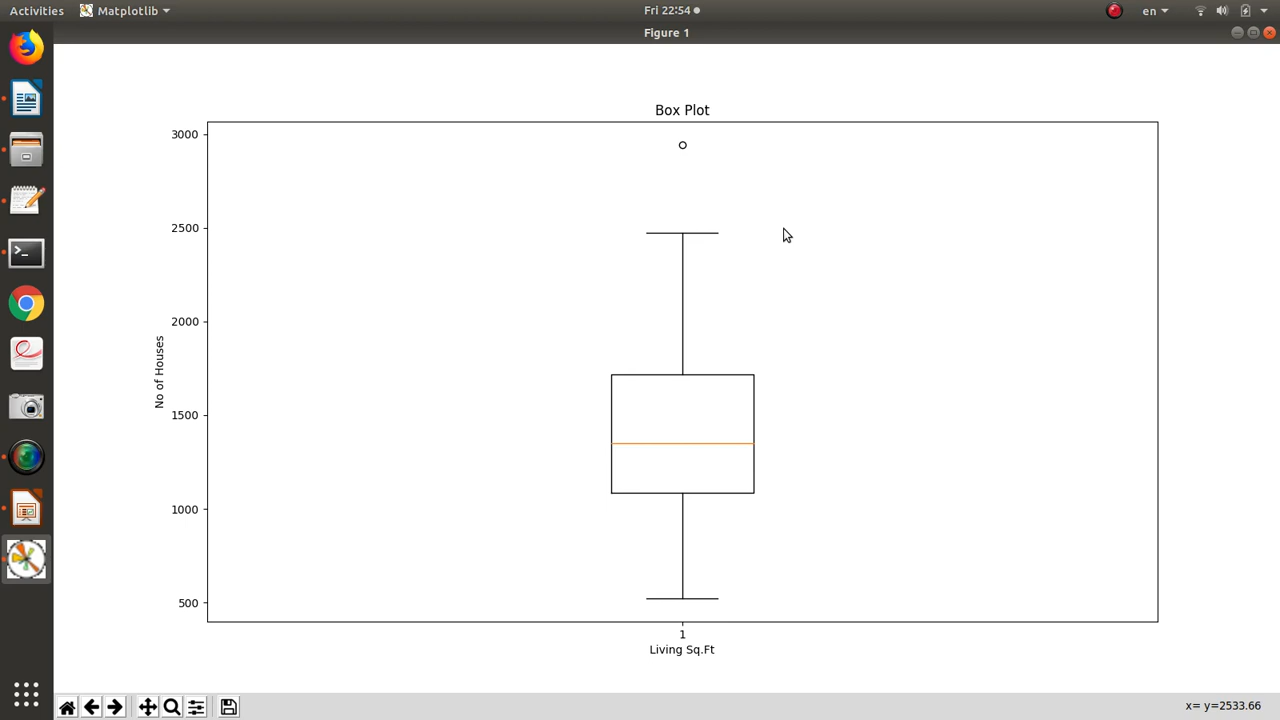 Activities Matplotlib Fri 22:54 en
Figure 1
Box Plot
3000
2500
2000
1500
1000
500
No of Houses
1
Living Sq.Ft
x= y=2533.66